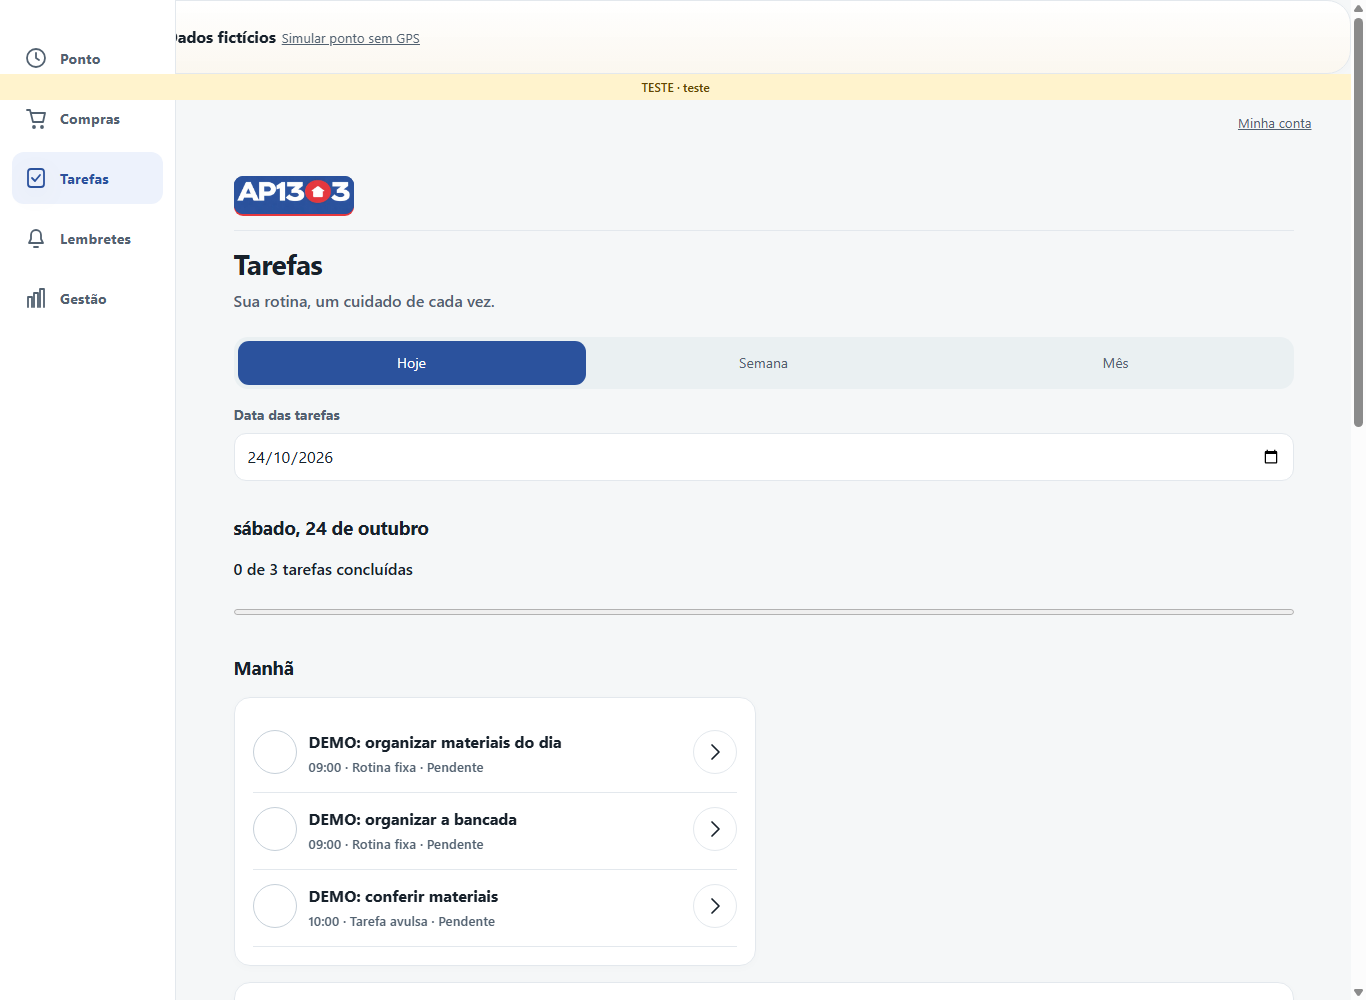 Dados fictícios Simular ponto sem GPS
TESTE · teste
Ponto
Compras
Tarefas
Lembretes
Gestão
Minha conta
AP1303
Tarefas
Sua rotina, um cuidado de cada vez.
Hoje
Semana
Mês
Data das tarefas
24/10/2026
sábado, 24 de outubro
0 de 3 tarefas concluídas
Manhã
DEMO: organizar materiais do dia
09:00 · Rotina fixa · Pendente
DEMO: organizar a bancada
09:00 · Rotina fixa · Pendente
DEMO: conferir materiais
10:00 · Tarefa avulsa · Pendente